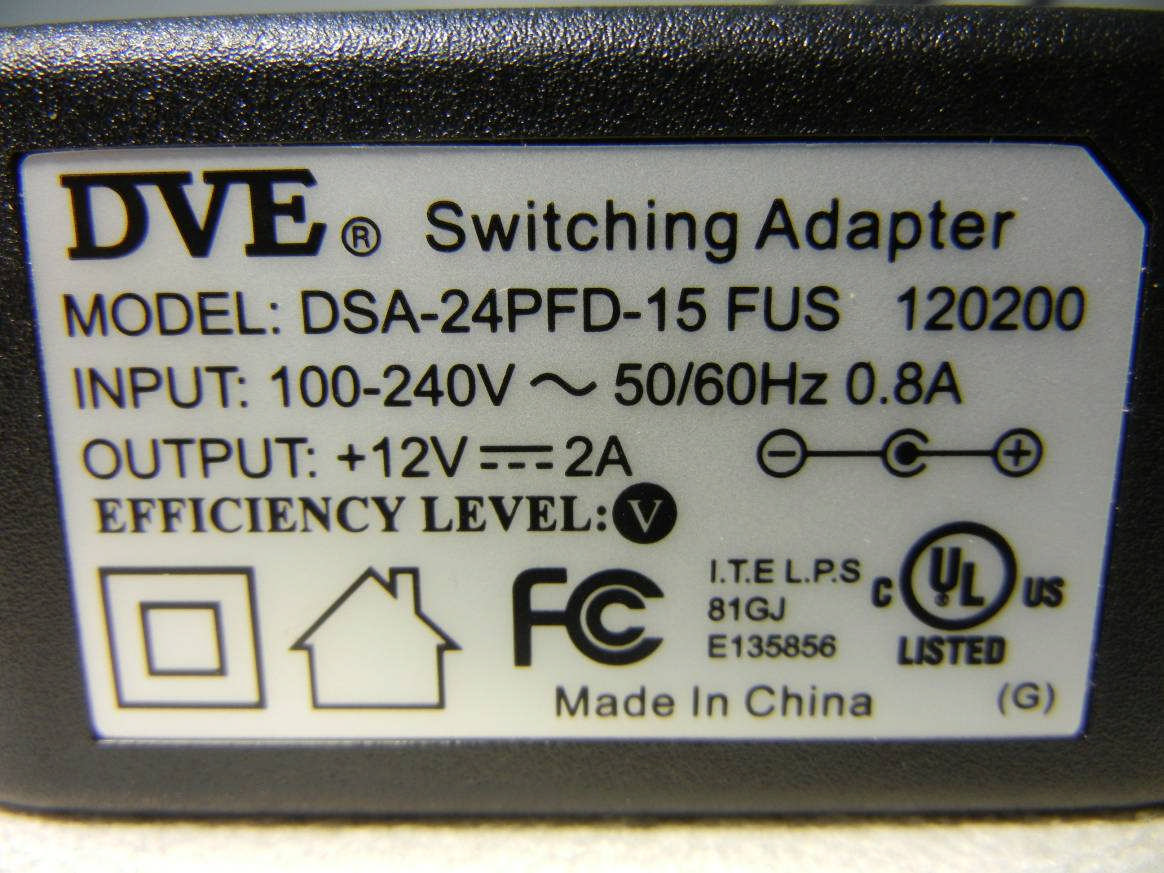 DVE® Switching Adapter
MODEL: DSA-24PFD-15 FUS 120200
INPUT: 100-240V ～ 50/60Hz 0.8A
OUTPUT: +12V ⎓ 2A
EFFICIENCY LEVEL: V
FC
I.T.E L.P.S
81GJ
E135856
C UL US
LISTED
Made In China
(G)